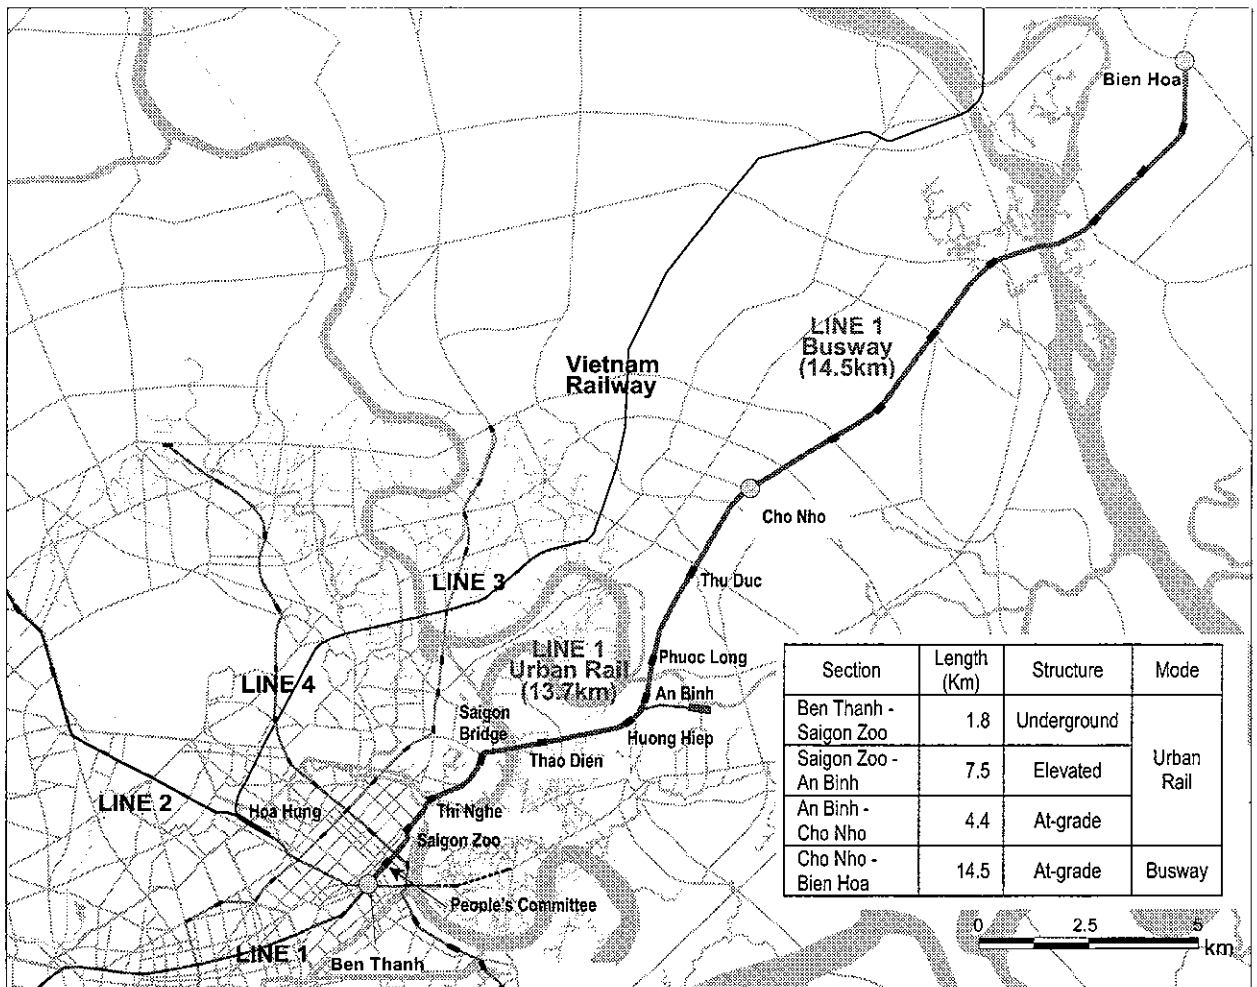 Bien Hoa
LINE 1
Busway
(14.5km)
Vietnam
Railway
Cho Nho
Thu Duc
LINE 3
LINE 1
Urban Rail
(13.7km)
Phuoc Long
An Binh
LINE 4
Saigon
Bridge
Huong Hiep
Thao Dien
LINE 2
Hoa Hung
Thi Nghe
Saigon Zoo
People's Committee
LINE 1
Ben Thanh
Section Length (Km) Structure Mode
Ben Thanh - Saigon Zoo 1.8 Underground Urban Rail
Saigon Zoo - An Binh 7.5 Elevated
An Binh - Cho Nho 4.4 At-grade
Cho Nho - Bien Hoa 14.5 At-grade Busway
0 2.5 5
km